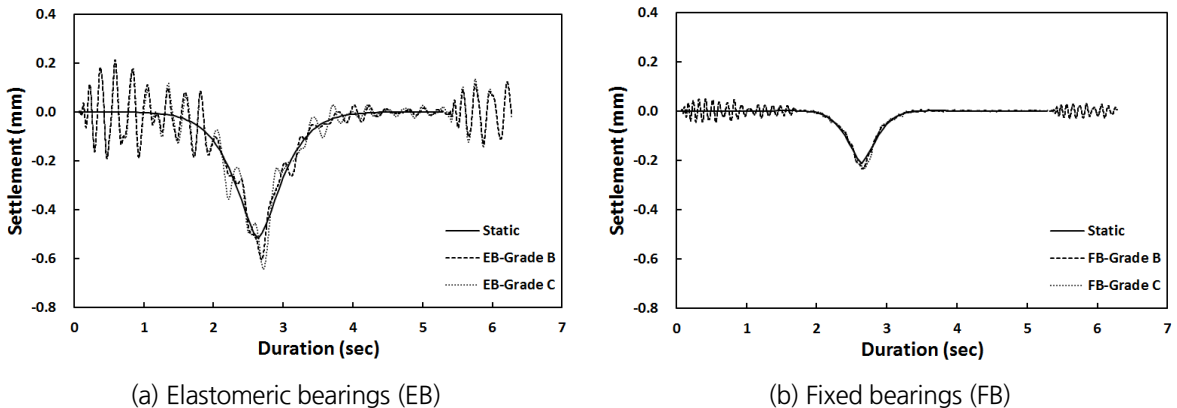 0.4
0.2
0.0
-0.2
-0.4
-0.6
-0.8
Settlement (mm)
Static
EB-Grade B
EB-Grade C
0 1 2 3 4 5 6 7
Duration (sec)
(a) Elastomeric bearings (EB)
0.4
0.2
0.0
-0.2
-0.4
-0.6
-0.8
Settlement (mm)
Static
FB-Grade B
FB-Grade C
0 1 2 3 4 5 6 7
Duration (sec)
(b) Fixed bearings (FB)